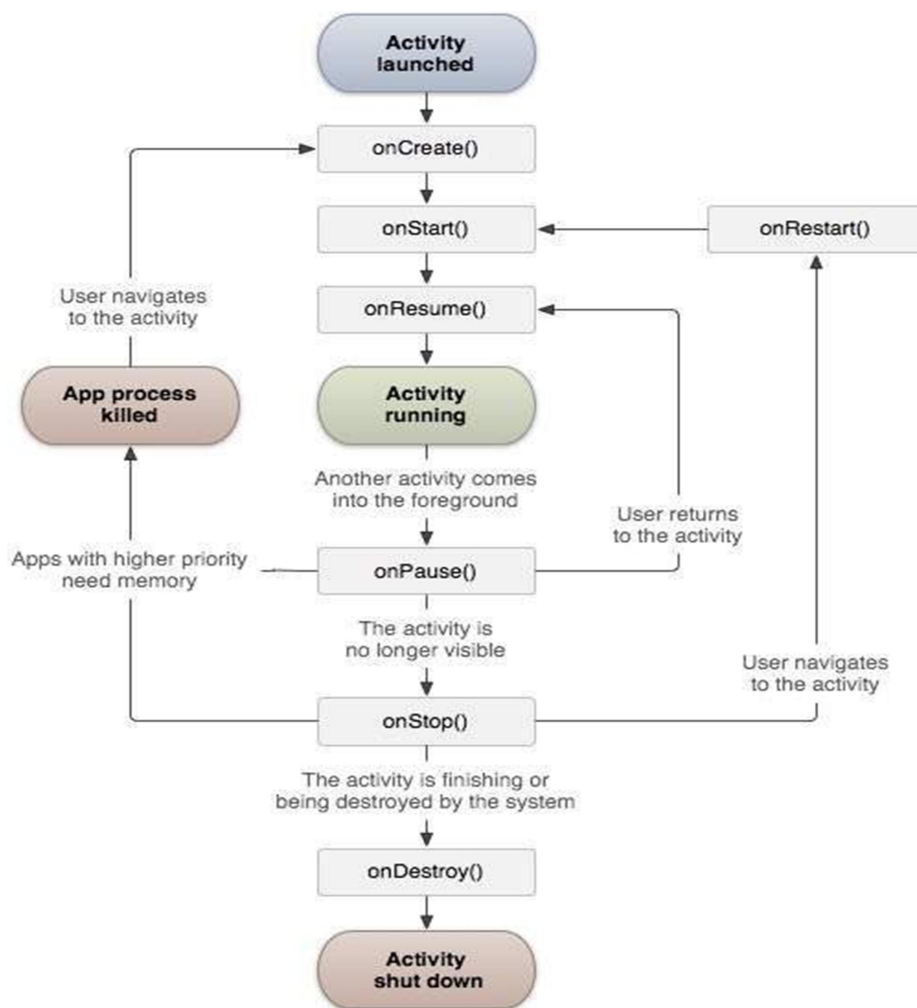 Activity
launched
onCreate()
onStart()
onRestart()
User navigates
to the activity
onResume()
App process
killed
Activity
running
Another activity comes
into the foreground
User returns
to the activity
Apps with higher priority
need memory
onPause()
The activity is
no longer visible
User navigates
to the activity
onStop()
The activity is finishing or
being destroyed by the system
onDestroy()
Activity
shut down